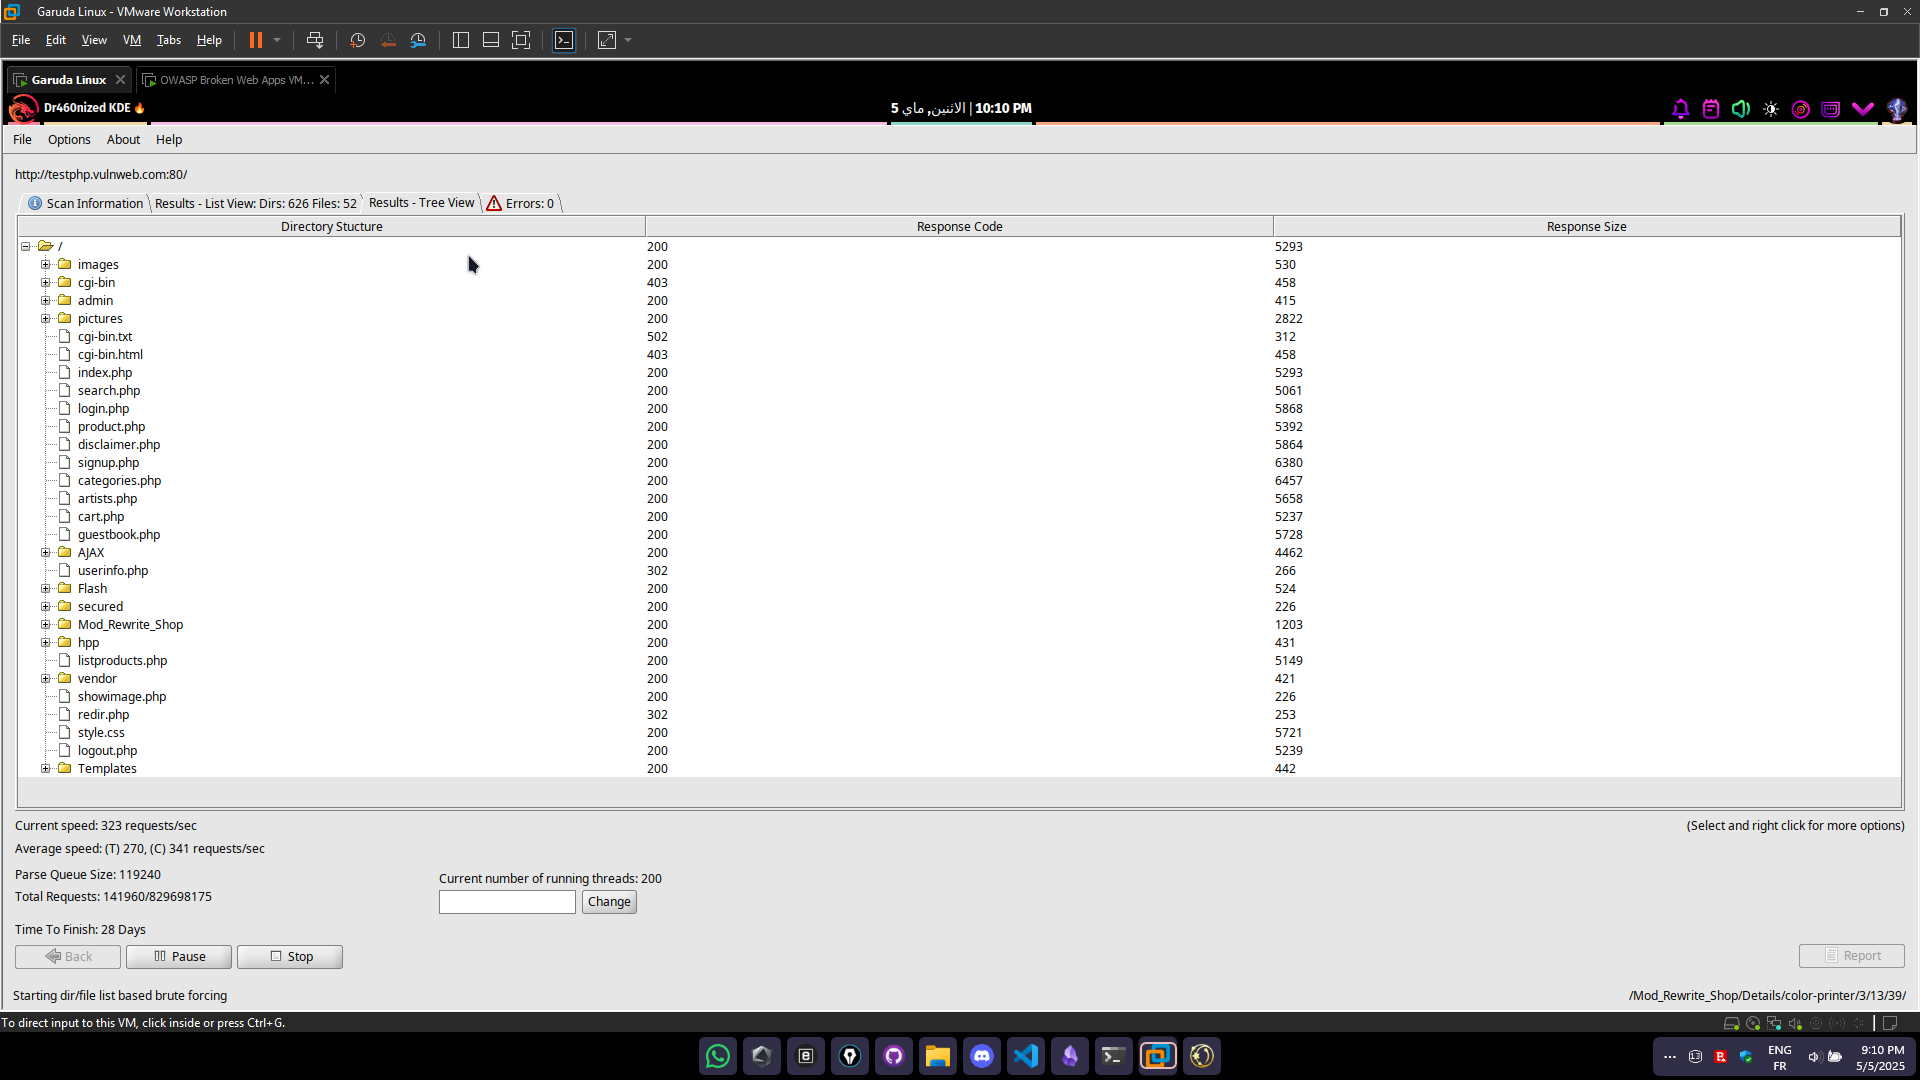 Garuda Linux - VMware Workstation
File Edit View VM Tabs Help
Garuda Linux OWASP Broken Web Apps VM...
Dr460nized KDE الاثنين, ماي 5 | 10:10 PM
File Options About Help
http://testphp.vulnweb.com:80/
Scan Information Results - List View: Dirs: 626 Files: 52 Results - Tree View Errors: 0
Directory Stucture Response Code Response Size
/ 200 5293
images 200 530
cgi-bin 403 458
admin 200 415
pictures 200 2822
cgi-bin.txt 502 312
cgi-bin.html 403 458
index.php 200 5293
search.php 200 5061
login.php 200 5868
product.php 200 5392
disclaimer.php 200 5864
signup.php 200 6380
categories.php 200 6457
artists.php 200 5658
cart.php 200 5237
guestbook.php 200 5728
AJAX 200 4462
userinfo.php 302 266
Flash 200 524
secured 200 226
Mod_Rewrite_Shop 200 1203
hpp 200 431
listproducts.php 200 5149
vendor 200 421
showimage.php 200 226
redir.php 302 253
style.css 200 5721
logout.php 200 5239
Templates 200 442
Current speed: 323 requests/sec (Select and right click for more options)
Average speed: (T) 270, (C) 341 requests/sec
Parse Queue Size: 119240 Current number of running threads: 200
Total Requests: 141960/829698175 Change
Time To Finish: 28 Days
Back Pause Stop Report
Starting dir/file list based brute forcing /Mod_Rewrite_Shop/Details/color-printer/3/13/39/
To direct input to this VM, click inside or press Ctrl+G.
ENG 9:10 PM
FR 5/5/2025